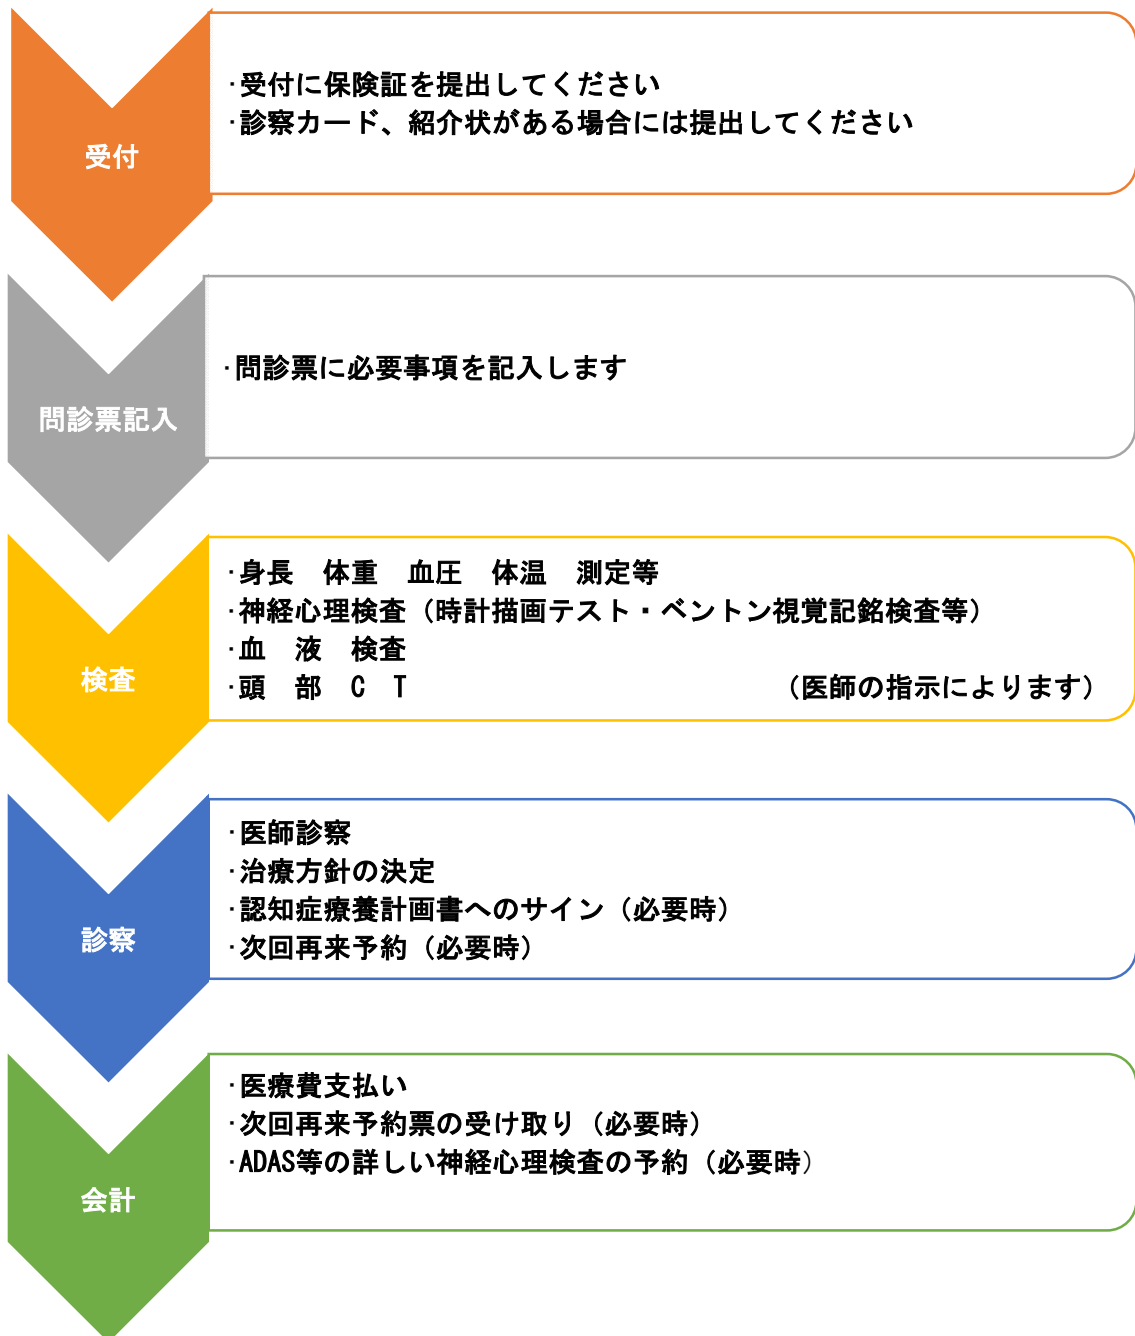 受付
·受付に保険証を提出してください
·診察カード、紹介状がある場合には提出してください
問診票記入
·問診票に必要事項を記入します
検査
·身長　体重　血圧　体温　測定等
·神経心理検査（時計描画テスト・ベントン視覚記銘検査等）
·血　液　検査
·頭　部　C　T　　　　　　　　　　　　　　（医師の指示によります）
診察
·医師診察
·治療方針の決定
·認知症療養計画書へのサイン（必要時）
·次回再来予約（必要時）
会計
·医療費支払い
·次回再来予約票の受け取り（必要時）
·ADAS等の詳しい神経心理検査の予約（必要時）